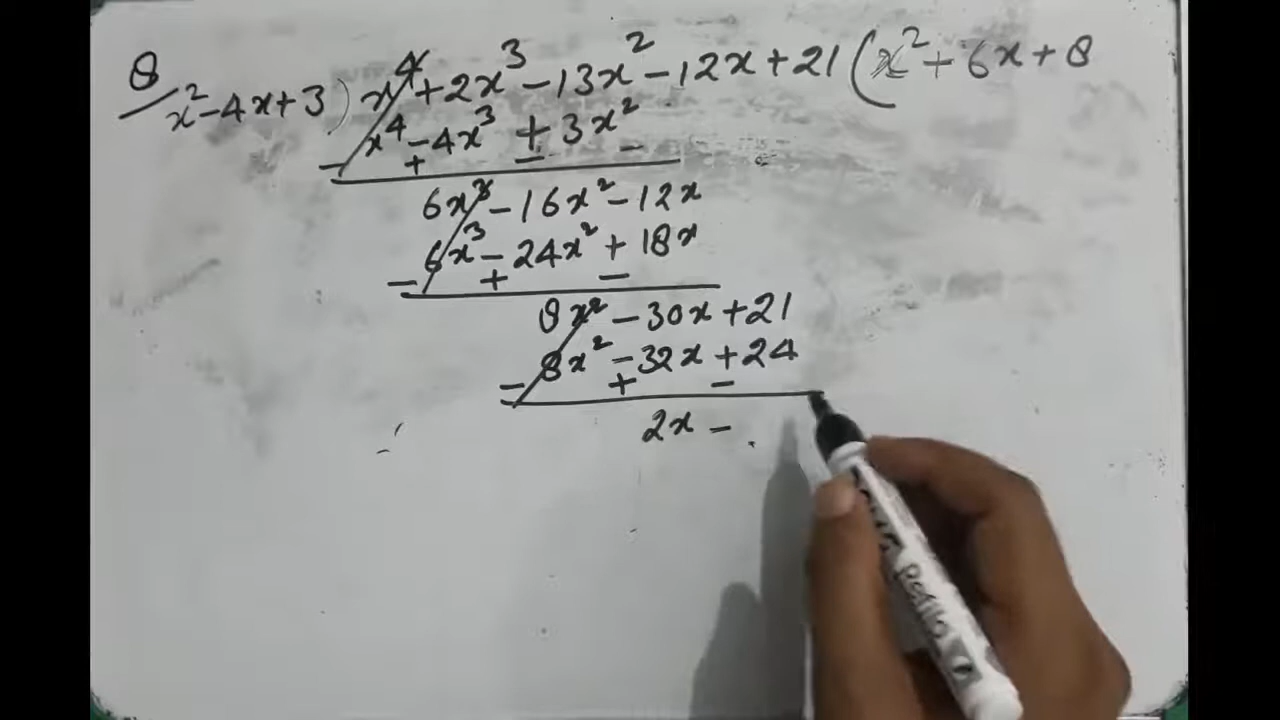 8
x² - 4x + 3 ) x⁴ + 2x³ - 13x² - 12x + 21 ( x² + 6x + 8
x⁴ - 4x³ + 3x²
- + - -
6x³ - 16x² - 12x
6x³ - 24x² + 18x
- + -
8x² - 30x + 21
8x² - 32x + 24
- + -
2x -